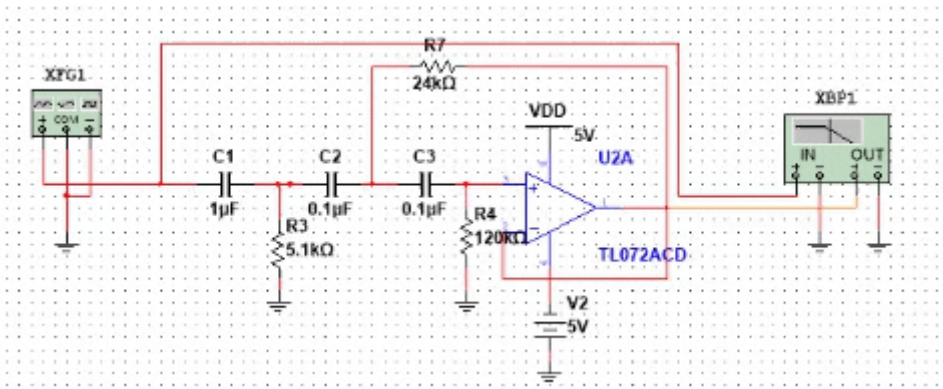 R7
24kΩ
XFG1
COM
XBP1
IN
OUT
VDD
5V
U2A
C1
1µF
C2
0.1µF
C3
0.1µF
R3
5.1kΩ
R4
120kΩ
TL072ACD
V2
5V